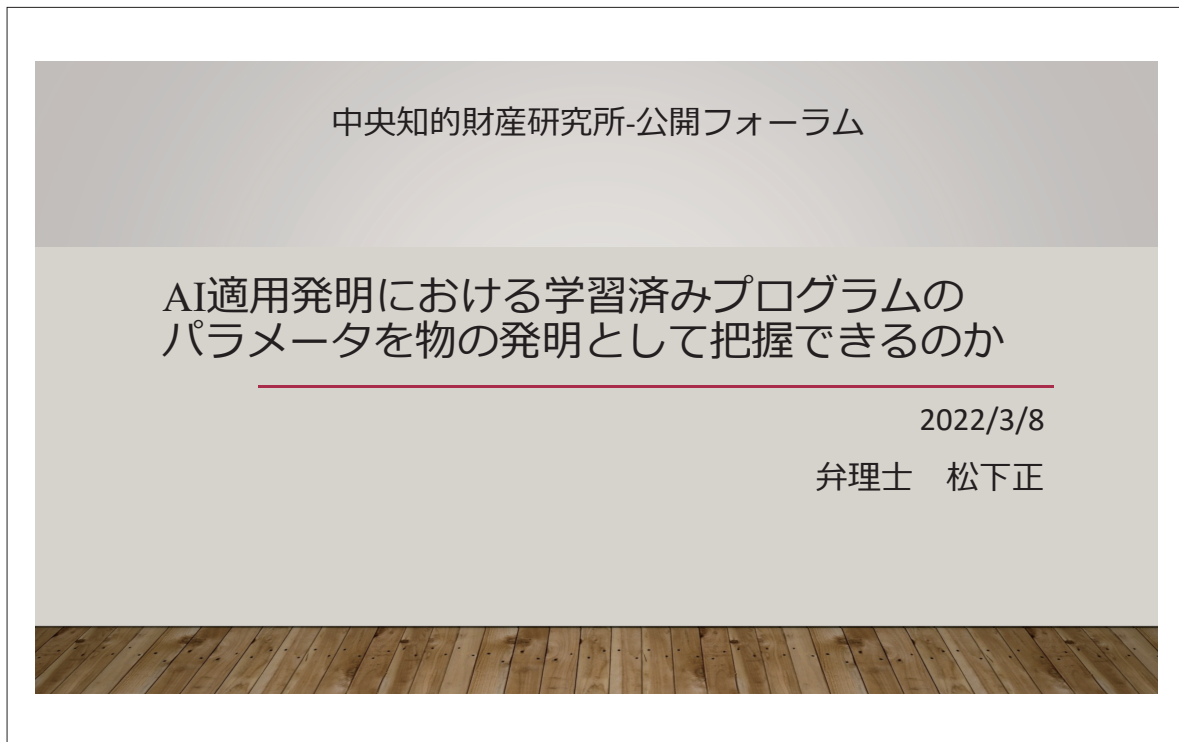 中央知的財産研究所-公開フォーラム
AI適用発明における学習済みプログラムの
パラメータを物の発明として把握できるのか
2022/3/8
弁理士　松下正